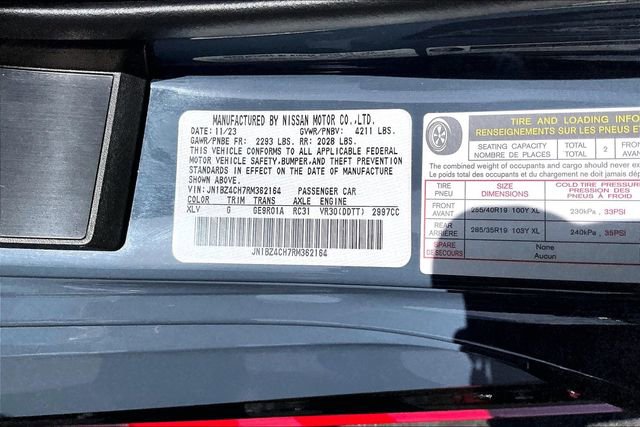 MANUFACTURED BY NISSAN MOTOR CO.,LTD.
DATE: 11/23 GVWR/PNBV: 4211 LBS.
GAWR/PNBE FR: 2293 LBS. RR: 2028 LBS.
THIS VEHICLE CONFORMS TO ALL APPLICABLE FEDERAL
MOTOR VEHICLE SAFETY,BUMPER,AND THEFT PREVENTION
STANDARDS IN EFFECT ON THE DATE OF MANUFACTURE
SHOWN ABOVE.
VIN:JN1BZ4CH7RM362164 PASSENGER CAR
COLOR TRIM TRANS AXLE ENGINE
XLV G GE9R01A RC31 VR30(DDTT) 2997CC
JN1BZ4CH7RM362164
TIRE AND LOADING INFO
RENSEIGNEMENTS SUR LES PNEUS ET
SEATING CAPACITY TOTAL 2 FRONT
NOMBRE DE PLACES TOTAL AVANT
The combined weight of occupants and cargo should never exceed
Le poids total des occupants et du chargement ne doit jamais dépasser
TIRE SIZE COLD TIRE PRESSURE
PNEU DIMENSIONS PRESSION DES
PNEUS À FROID
FRONT
AVANT 255/40R19 100Y XL 230kPa, 33PSI
REAR
ARRIÈRE 285/35R19 103Y XL 240kPa, 35PSI
SPARE None
DE SECOURS Aucun